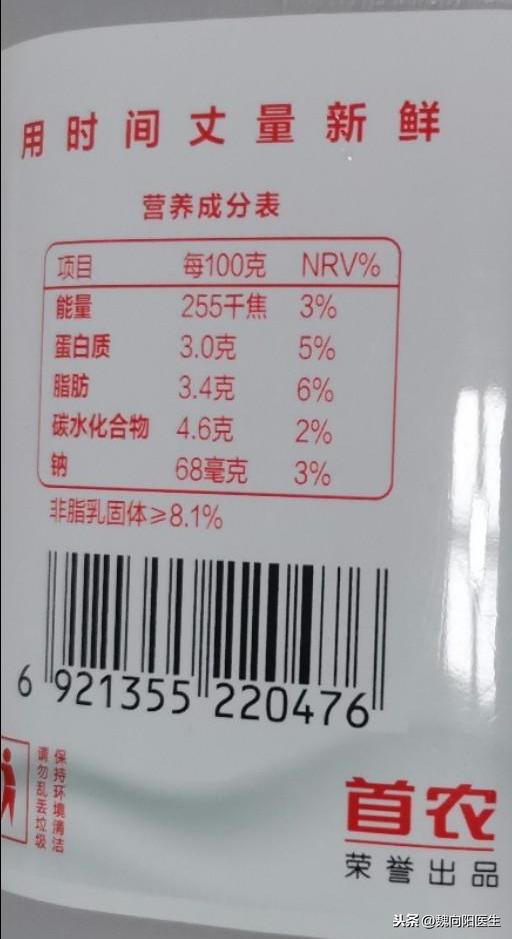 用时间丈量新鲜
营养成分表
项目 每100克 NRV%
能量 255千焦 3%
蛋白质 3.0克 5%
脂肪 3.4克 6%
碳水化合物 4.6克 2%
钠 68毫克 3%
非脂乳固体≥8.1%
6 921355 220476
保持环境清洁
请勿乱丢垃圾
首农
荣誉出品
头条@魏向阳医生